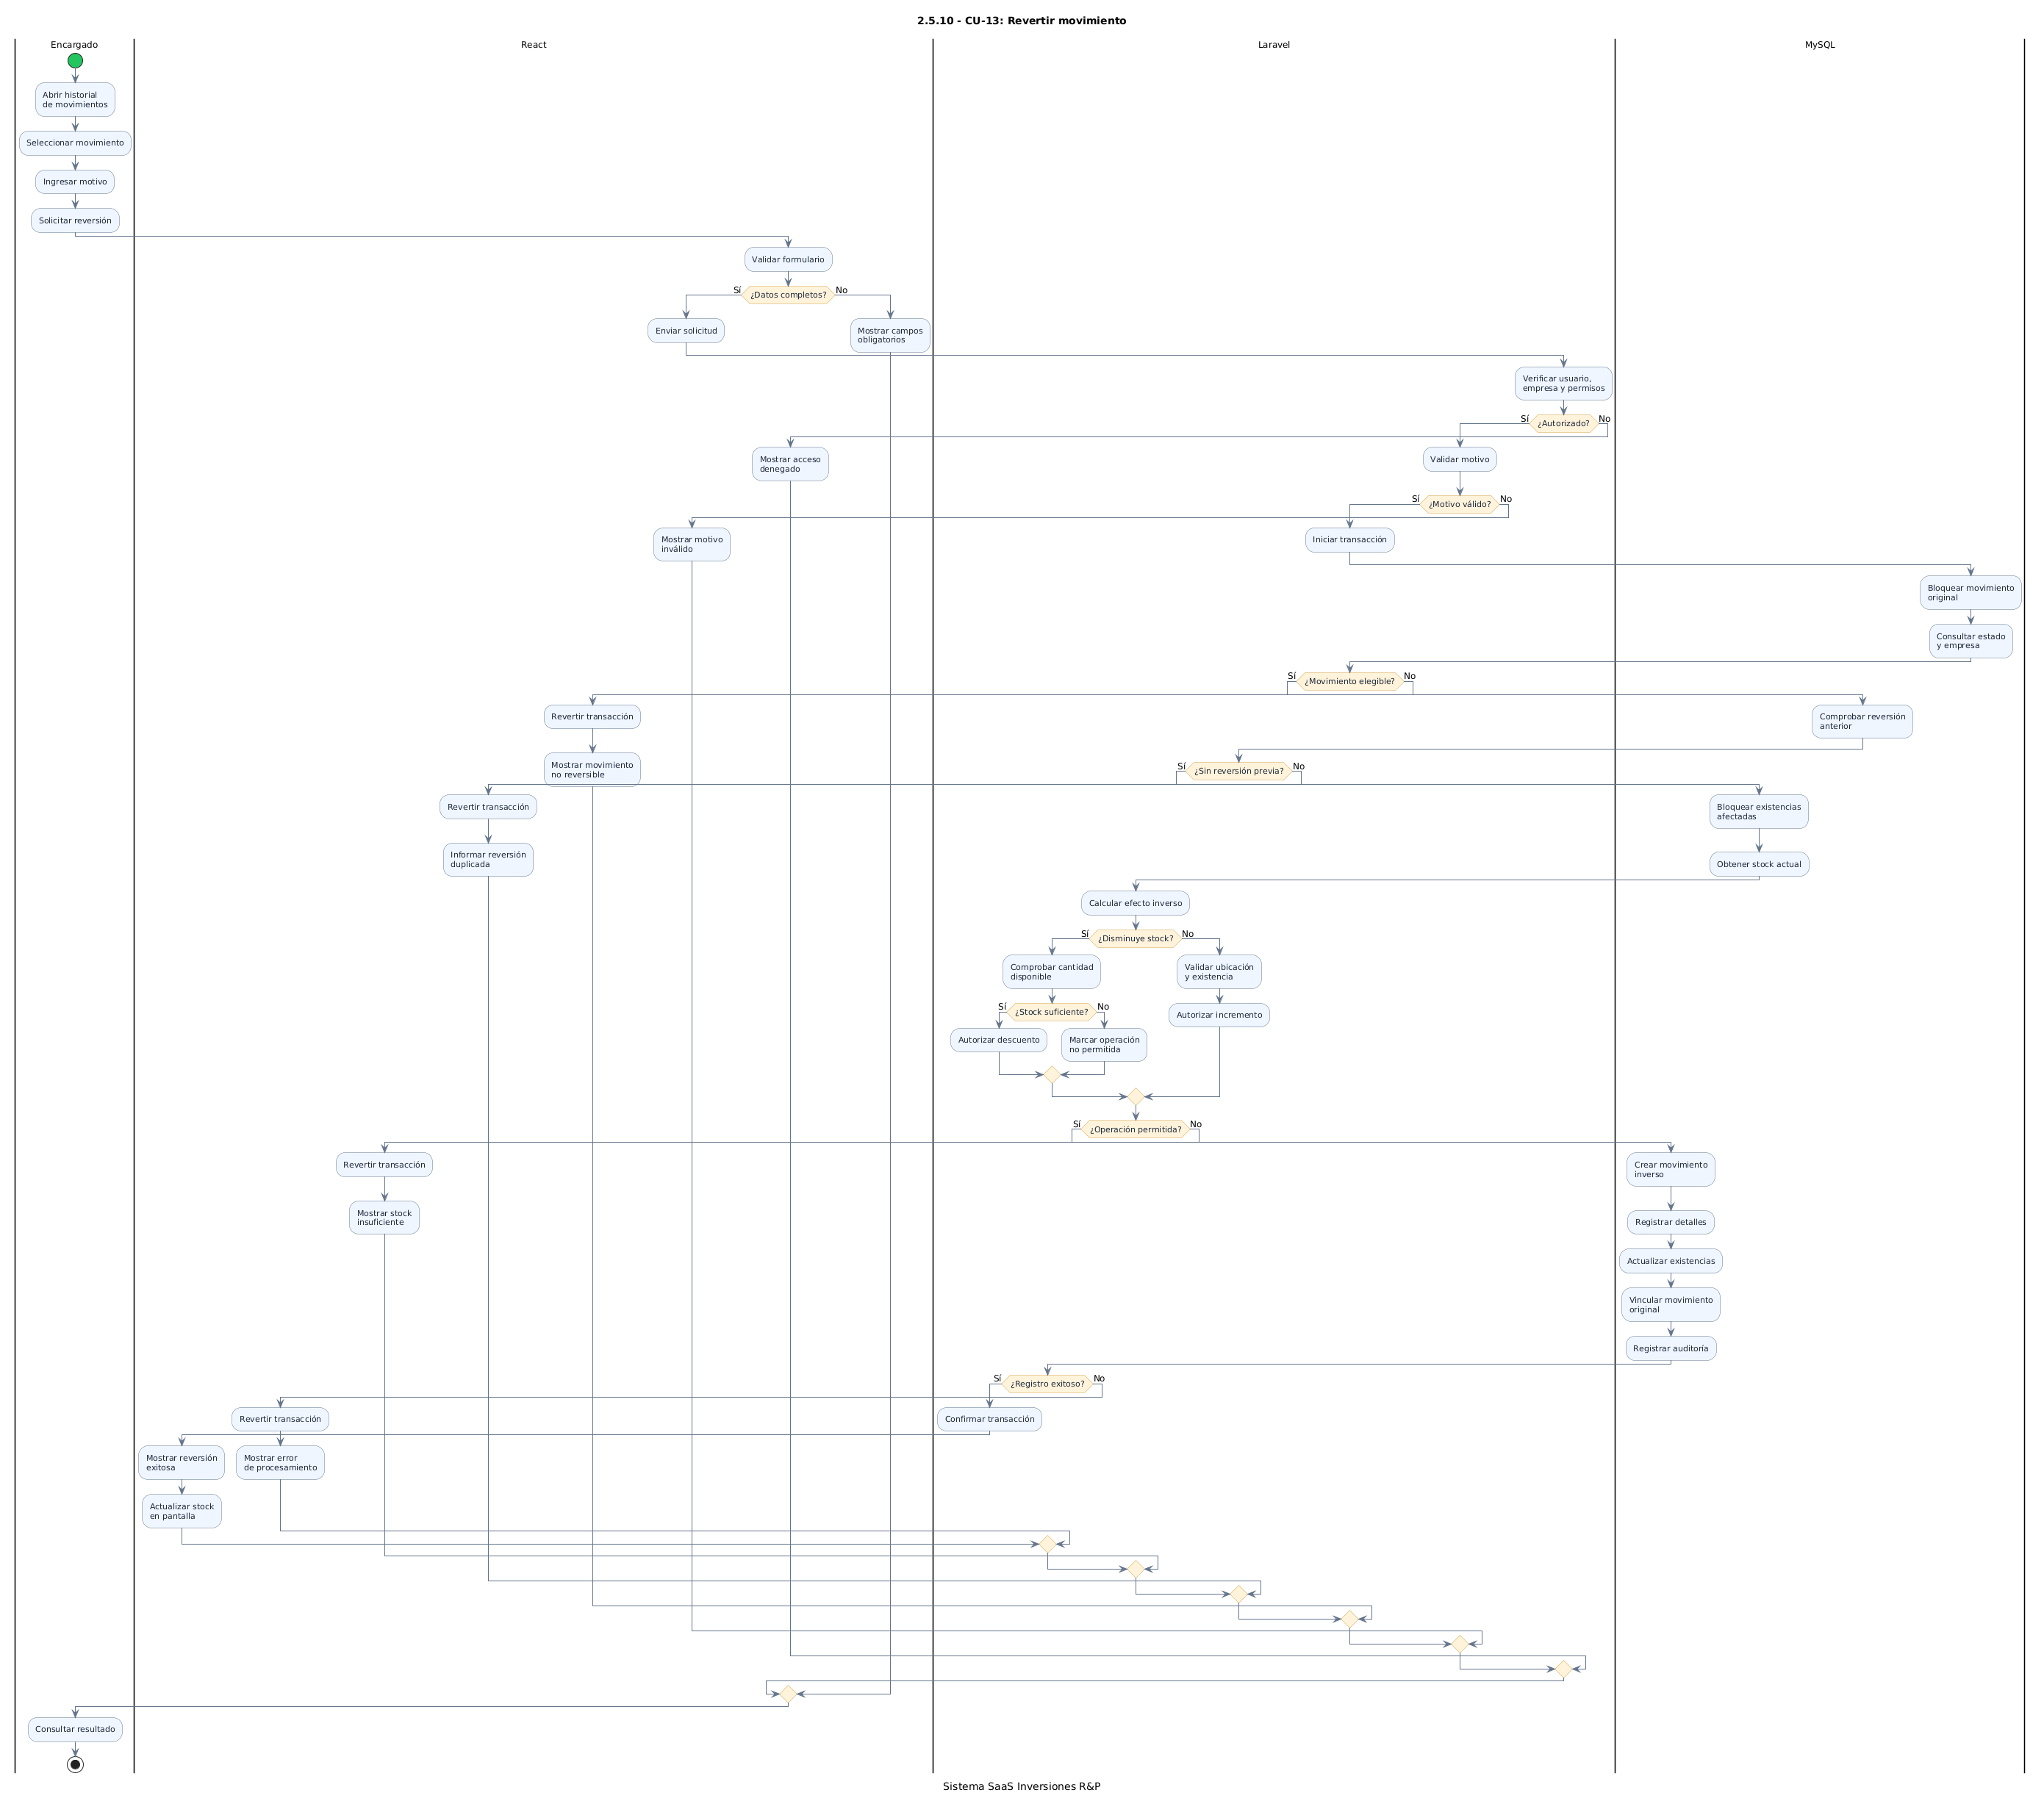 2.5.10 - CU-13: Revertir movimiento
Encargado
React
Laravel
MySQL
Abrir historial
de movimientos
Seleccionar movimiento
Ingresar motivo
Solicitar reversión
Validar formulario
Sí
¿Datos completos?
No
Enviar solicitud
Mostrar campos
obligatorios
Verificar usuario,
empresa y permisos
Sí
¿Autorizado?
No
Mostrar acceso
denegado
Validar motivo
Sí
¿Motivo válido?
No
Mostrar motivo
inválido
Iniciar transacción
Bloquear movimiento
original
Consultar estado
y empresa
Sí
¿Movimiento elegible?
No
Revertir transacción
Comprobar reversión
anterior
Mostrar movimiento
no reversible
Sí
¿Sin reversión previa?
No
Revertir transacción
Bloquear existencias
afectadas
Informar reversión
duplicada
Obtener stock actual
Calcular efecto inverso
Sí
¿Disminuye stock?
No
Comprobar cantidad
disponible
Validar ubicación
y existencia
Sí
¿Stock suficiente?
No
Autorizar incremento
Autorizar descuento
Marcar operación
no permitida
Sí
¿Operación permitida?
No
Revertir transacción
Crear movimiento
inverso
Mostrar stock
insuficiente
Registrar detalles
Actualizar existencias
Vincular movimiento
original
Registrar auditoría
Sí
¿Registro exitoso?
No
Revertir transacción
Confirmar transacción
Mostrar reversión
exitosa
Mostrar error
de procesamiento
Actualizar stock
en pantalla
Consultar resultado
Sistema SaaS Inversiones R&P